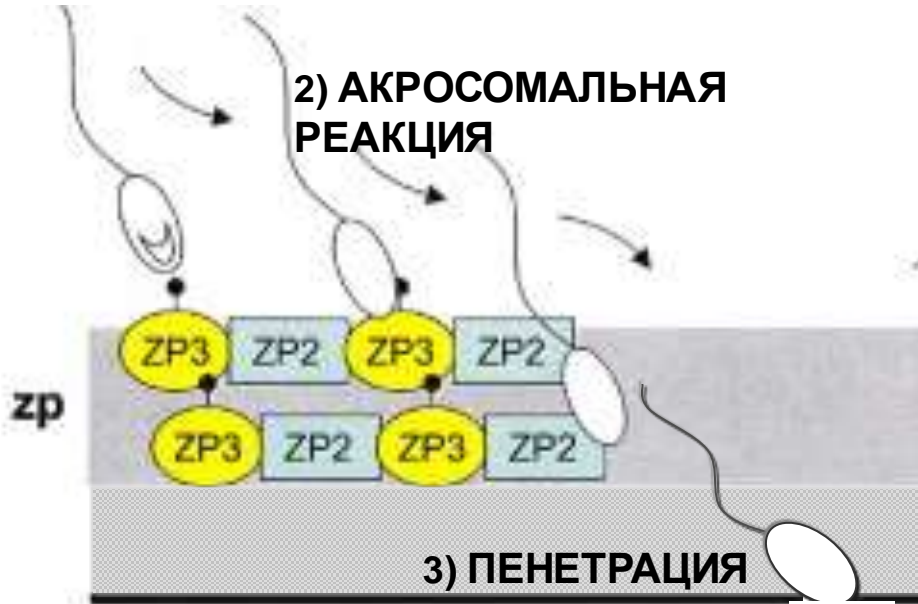 2) АКРОСОМАЛЬНАЯ
РЕАКЦИЯ
ZP3 ZP2 ZP3 ZP2
zp
ZP3 ZP2 ZP3 ZP2
3) ПЕНЕТРАЦИЯ